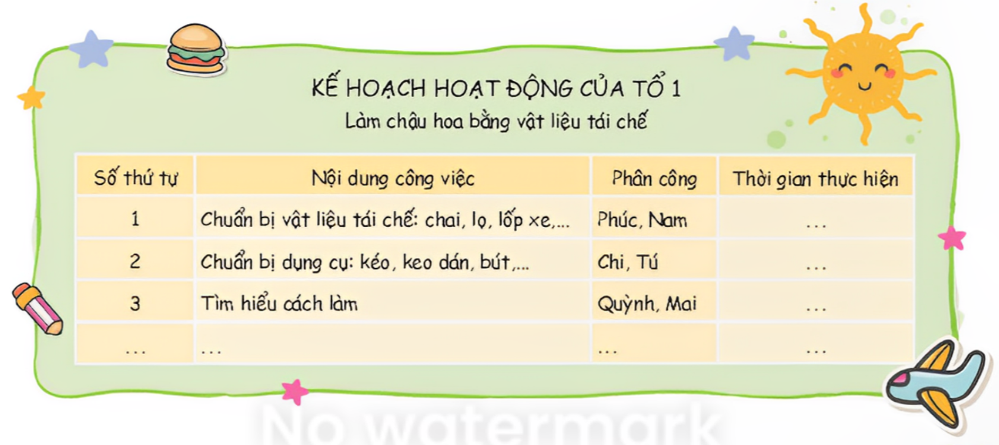 KẾ HOẠCH HOẠT ĐỘNG CỦA TỔ 1
Làm chậu hoa bằng vật liệu tái chế
Số thứ tự Nội dung công việc Phân công Thời gian thực hiện
1 Chuẩn bị vật liệu tái chế: chai, lọ, lốp xe,... Phúc, Nam ...
2 Chuẩn bị dụng cụ: kéo, keo dán, bút,... Chi, Tú ...
3 Tìm hiểu cách làm Quỳnh, Mai ...
... ... ... ...
No watermark